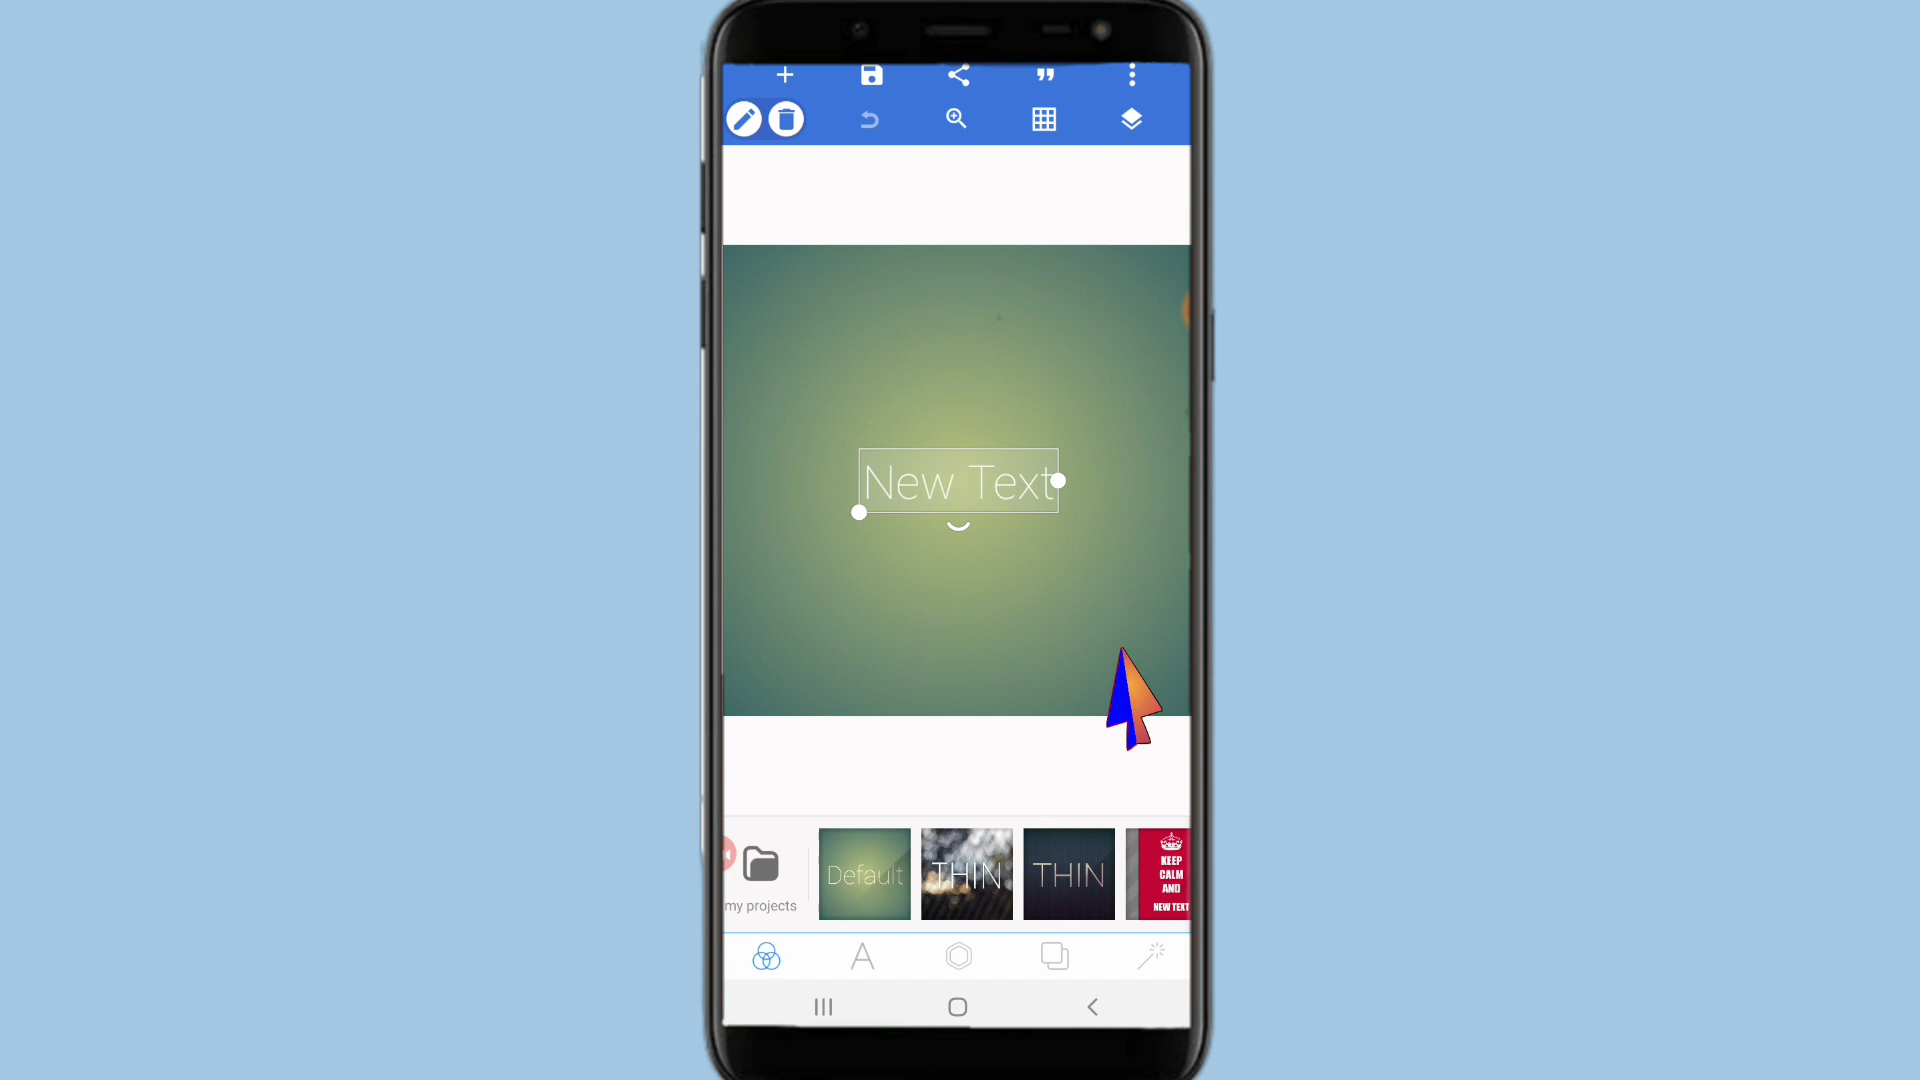 New Text
my projects
Default
THIN
THIN
KEEP
CALM
AND
NEW TEXT